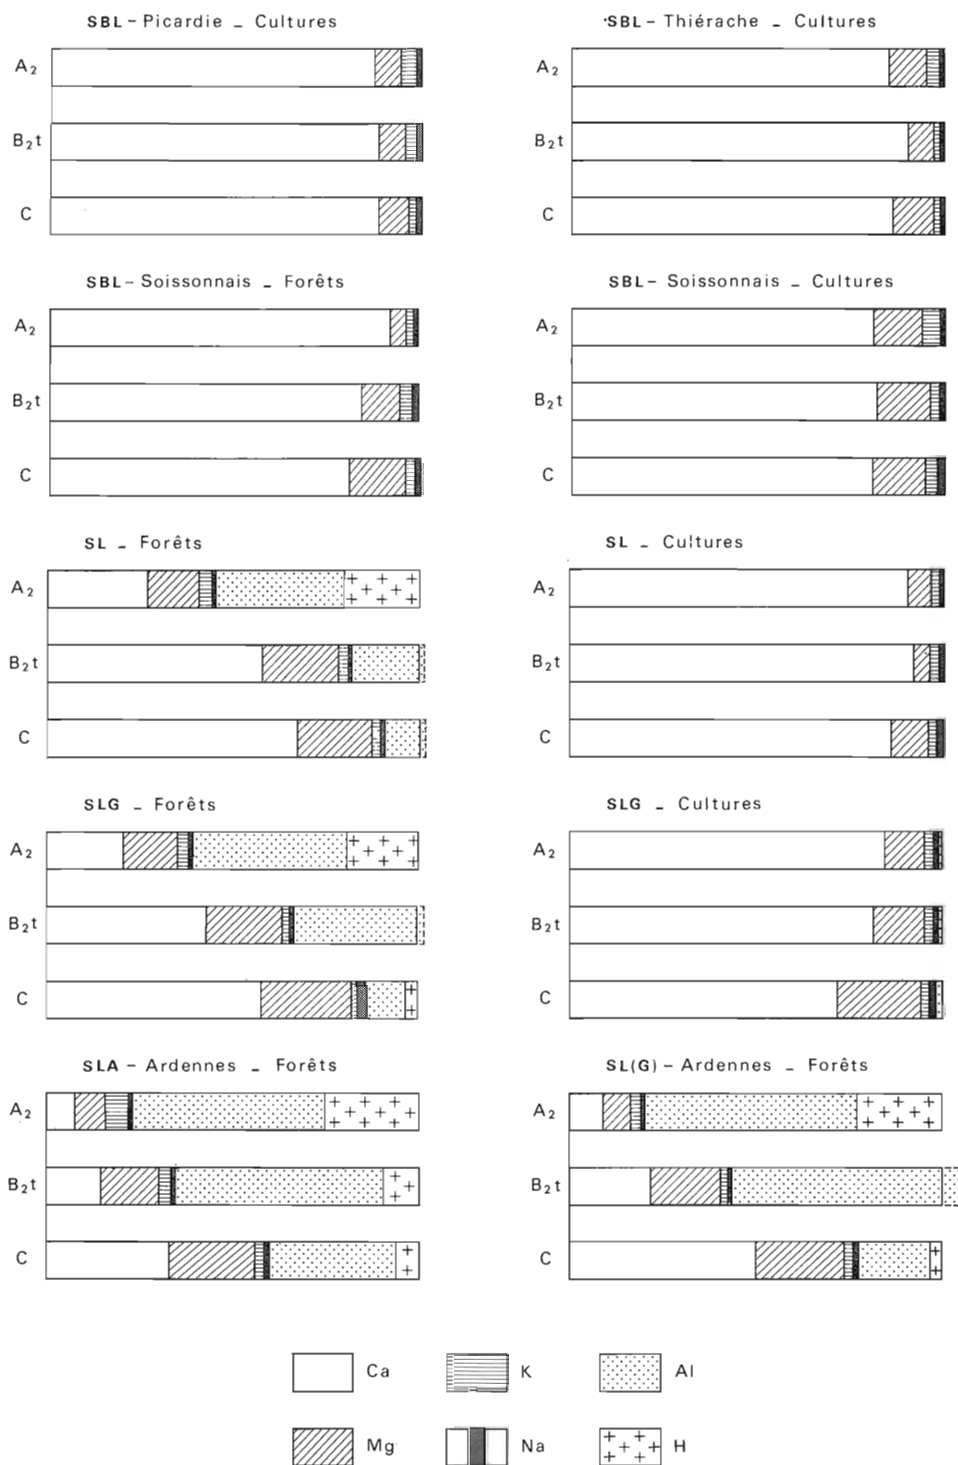 SBL - Picardie _ Cultures
A2
B2t
C
SBL - Thiérache _ Cultures
A2
B2t
C
SBL - Soissonnais _ Forêts
A2
B2t
C
SBL - Soissonnais _ Cultures
A2
B2t
C
SL _ Forêts
A2
B2t
C
SL _ Cultures
A2
B2t
C
SLG _ Forêts
A2
B2t
C
SLG _ Cultures
A2
B2t
C
SLA - Ardennes _ Forêts
A2
B2t
C
SL(G) - Ardennes _ Forêts
A2
B2t
C
Ca K Al
Mg Na H